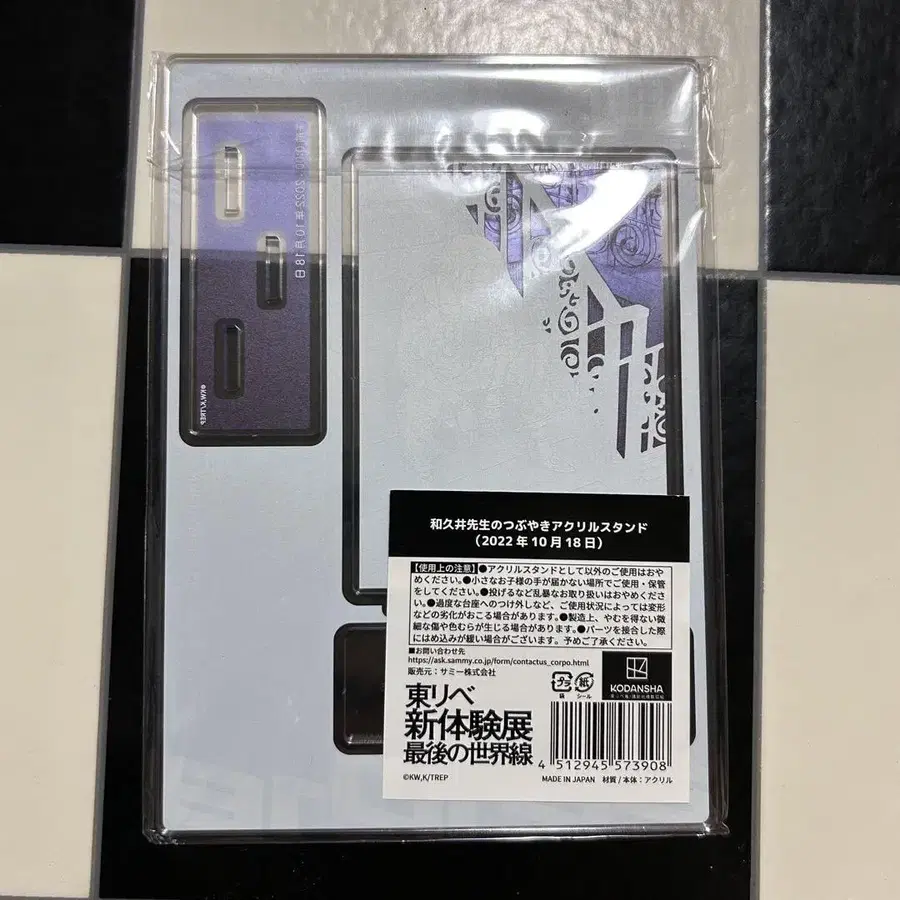 和久井先生のつぶやきアクリルスタンド
（2022年10月18日）
【使用上の注意】●アクリルスタンドとして以外のご使用はおや
めください。●小さなお子様の手が届かない場所でご使用・保管
をしてください。●投げるなど乱暴なお取り扱いはおやめくださ
い。●過度な台座へのつけ外しなど、ご使用状況によっては変形
などの劣化がおこる場合があります。●製造上、やむを得ない微
細な傷や色むらが生じる場合があります。●パーツを接合した際
にはめ込みが緩い場合がございます。予めご了承ください。
■お問い合わせ先
https://ask.sammy.co.jp/form/contactus_corpo.html
販売元：サミー株式会社
プラ
袋
紙
シール
KODANSHA
東リベ
新体験展
最後の世界線
4 512945 573908
©KW,K/TREP
MADE IN JAPAN 材質/本体：アクリル
2022年10月18日
©KW,K/TREP